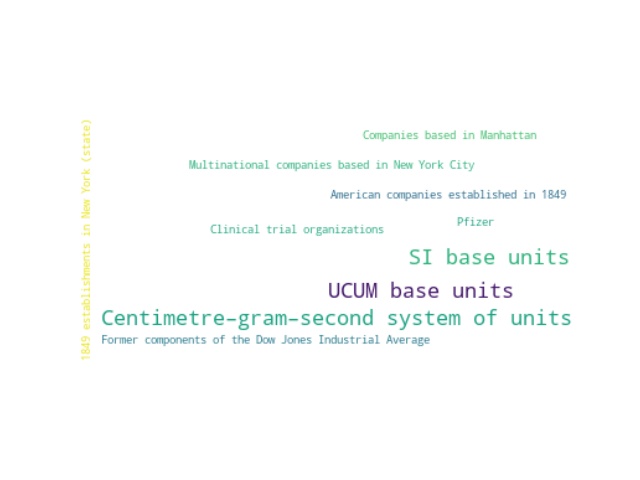 Companies based in Manhattan
Multinational companies based in New York City
American companies established in 1849
Pfizer
Clinical trial organizations
SI base units
UCUM base units
Centimetre–gram–second system of units
Former components of the Dow Jones Industrial Average
1849 establishments in New York (state)